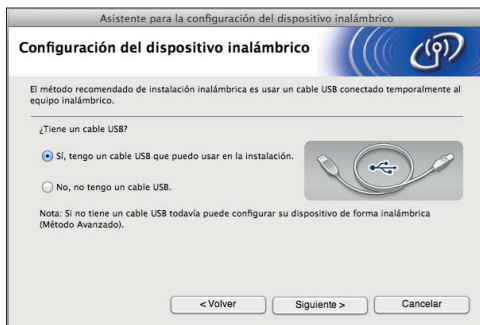 Asistente para la configuración del dispositivo inalámbrico
Configuración del dispositivo inalámbrico
El método recomendado de instalación inalámbrica es usar un cable USB conectado temporalmente al
equipo inalámbrico.
¿Tiene un cable USB?
Sí, tengo un cable USB que puedo usar en la instalación.
No, no tengo un cable USB.
Nota: Si no tiene un cable USB todavía puede configurar su dispositivo de forma inalámbrica
(Método Avanzado).
< Volver
Siguiente >
Cancelar